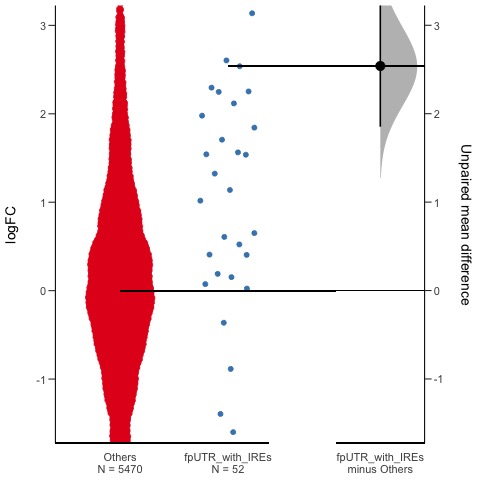 3
2
1
0
-1
logFC
Others
N = 5470
fpUTR_with_IREs
N = 52
3
2
1
0
-1
Unpaired mean difference
fpUTR_with_IREs
minus Others